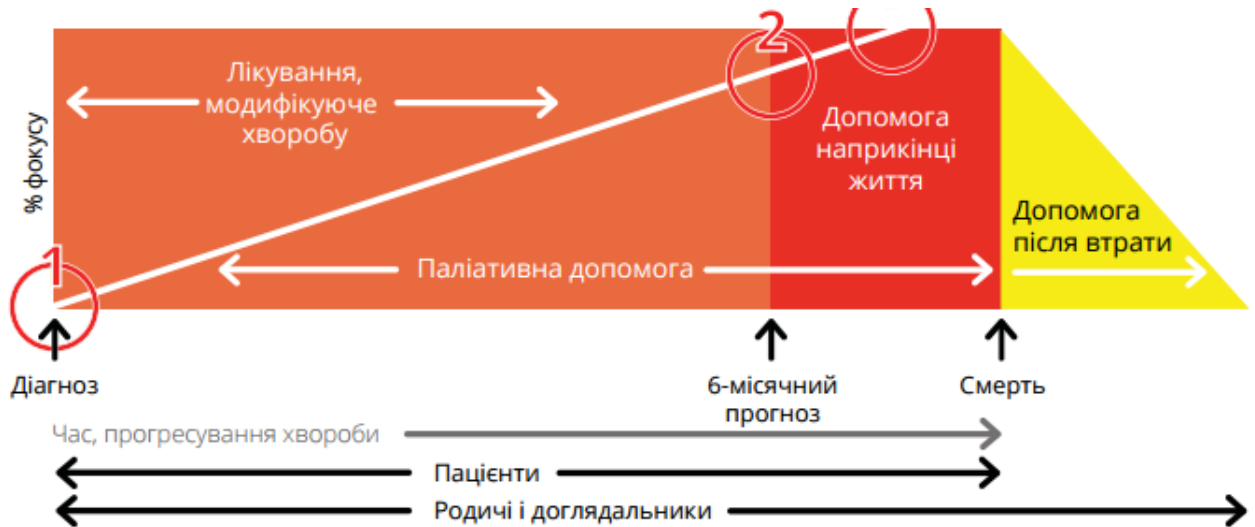 2
Лікування,
модифікуюче
хворобу
% фокусу
Допомога
наприкінці
життя
Допомога
після втрати
1
Паліативна допомога
Діагноз
6-місячний
прогноз
Смерть
Час, прогресування хвороби
Пацієнти
Родичі і доглядальники